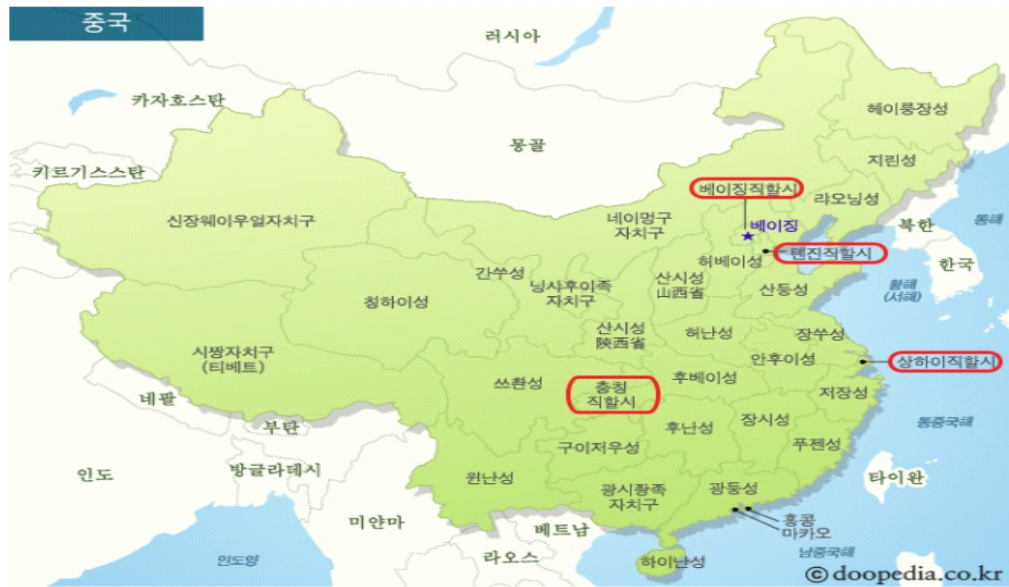 중국
러시아
카자흐스탄
몽골
헤이룽장성
지린성
키르기스스탄
베이징직할시
랴오닝성
신장웨이우얼자치구
네이멍구
자치구
베이징
북한
동해
허베이성
톈진직할시
한국
간쑤성
닝샤후이족
자치구
산시성
山西省
산둥성
황해
(서해)
칭하이성
산시성
陝西省
허난성
장쑤성
시짱자치구
(티베트)
안후이성
상하이직할시
쓰촨성
충칭
직할시
후베이성
저장성
네팔
부탄
후난성
장시성
동중국해
구이저우성
푸젠성
인도
방글라데시
윈난성
광시좡족
자치구
광둥성
타이완
미얀마
베트남
홍콩
마카오
인도양
라오스
하이난성
남중국해
©doopedia.co.kr